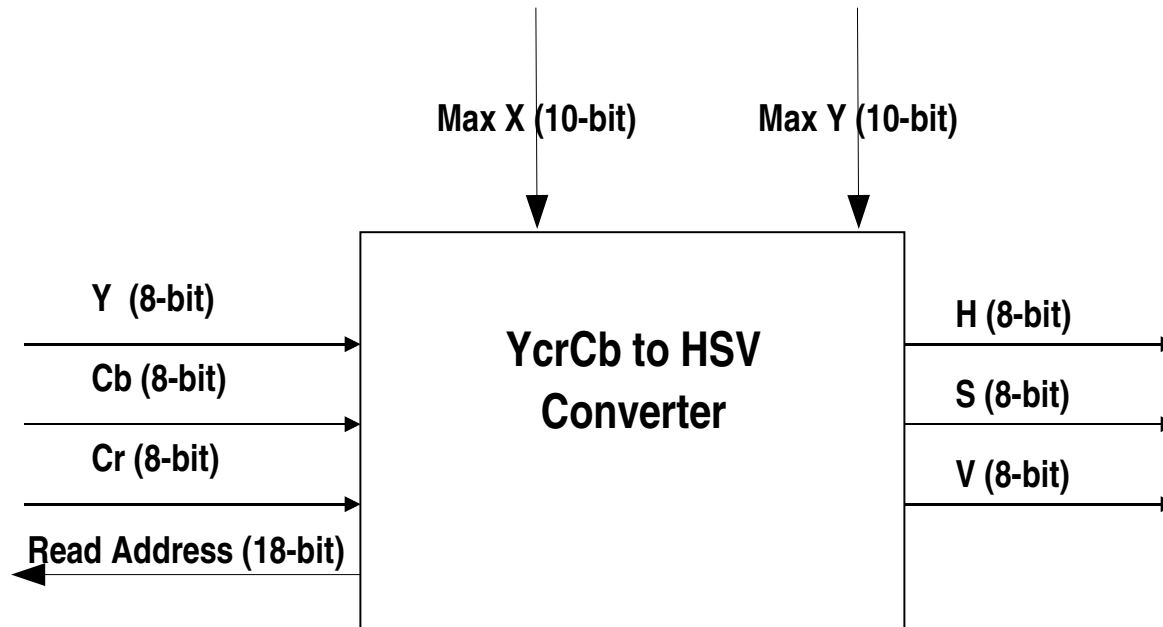 Max X (10-bit)
Max Y (10-bit)
Y (8-bit)
Cb (8-bit)
Cr (8-bit)
Read Address (18-bit)
YcrCb to HSV
Converter
H (8-bit)
S (8-bit)
V (8-bit)